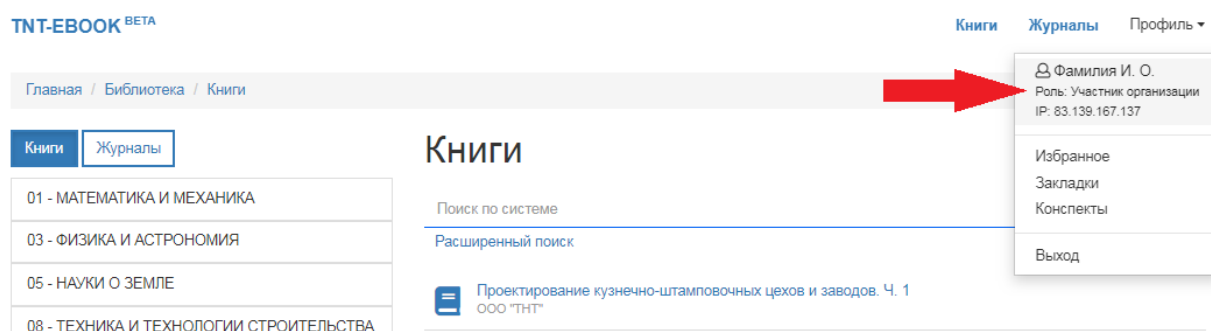 TNT-EBOOK BETA
Книги Журналы Профиль
Фамилия И. О.
Роль: Участник организации
IP: 83.139.167.137
Избранное
Закладки
Конспекты
Выход
Главная / Библиотека / Книги
Книги Журналы
01 - МАТЕМАТИКА И МЕХАНИКА
03 - ФИЗИКА И АСТРОНОМИЯ
05 - НАУКИ О ЗЕМЛЕ
08 - ТЕХНИКА И ТЕХНОЛОГИИ СТРОИТЕЛЬСТВА
Книги
Поиск по системе
Расширенный поиск
Проектирование кузнечно-штамповочных цехов и заводов. Ч. 1
ООО "ТНТ"